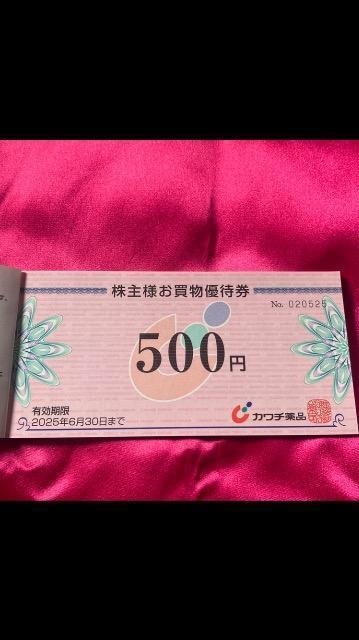 株主様お買物優待券
No. 020525
500円
有効期限
2025年6月30日まで
カワチ薬品